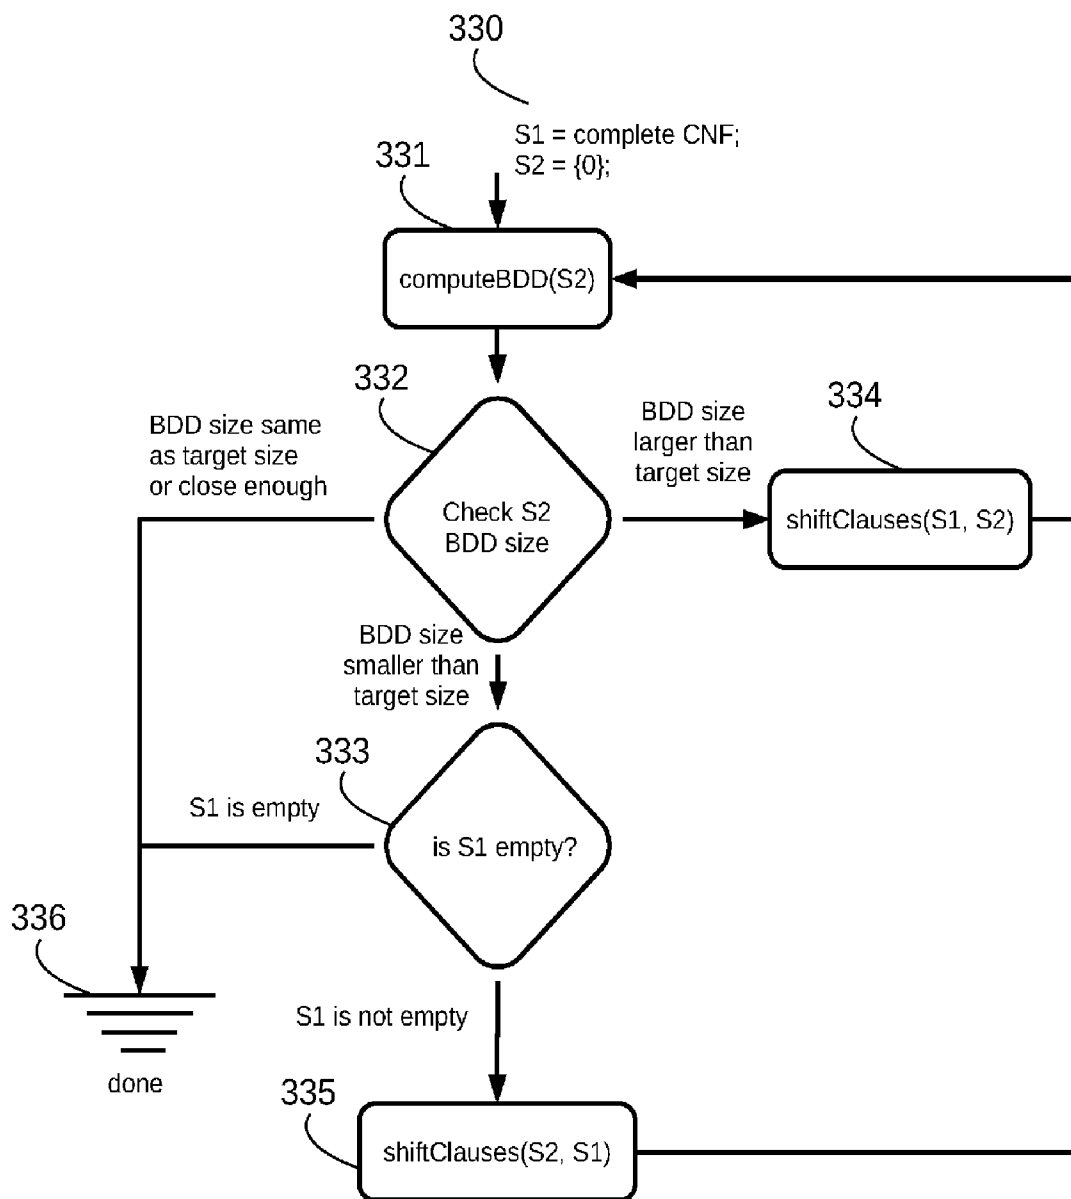 330
S1 = complete CNF;
S2 = {0};
331
computeBDD(S2)
332
BDD size same
as target size
or close enough
Check S2
BDD size
BDD size
larger than
target size
334
shiftClauses(S1, S2)
BDD size
smaller than
target size
333
S1 is empty
is S1 empty?
336
done
S1 is not empty
335
shiftClauses(S2, S1)